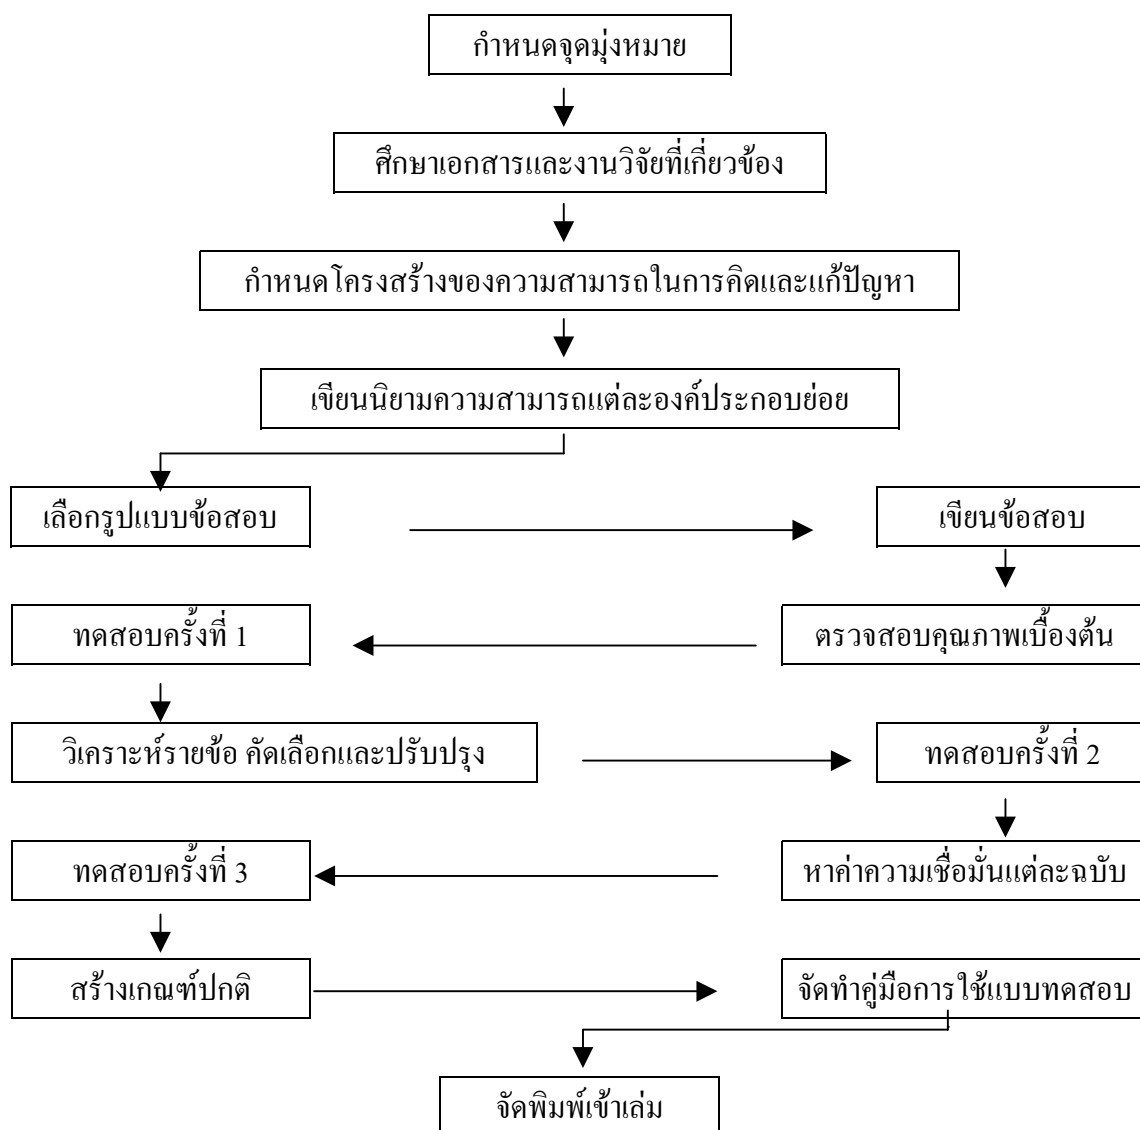 กำหนดจุดมุ่งหมาย
ศึกษาเอกสารและงานวิจัยที่เกี่ยวข้อง
กำหนดโครงสร้างของความสามารถในการคิดและแก้ปัญหา
เขียนนิยามความสามารถแต่ละองค์ประกอบย่อย
เลือกรูปแบบข้อสอบ
เขียนข้อสอบ
ตรวจสอบคุณภาพเบื้องต้น
ทดสอบครั้งที่ 1
วิเคราะห์รายข้อ คัดเลือกและปรับปรุง
ทดสอบครั้งที่ 2
หาค่าความเชื่อมั่นแต่ละฉบับ
ทดสอบครั้งที่ 3
สร้างเกณฑ์ปกติ
จัดทำคู่มือการใช้แบบทดสอบ
จัดพิมพ์เข้าเล่ม